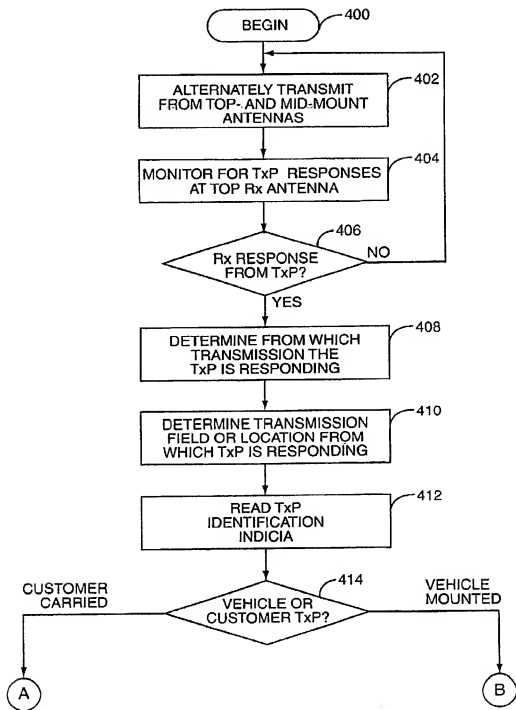 BEGIN
400
ALTERNATELY TRANSMIT
FROM TOP- AND MID-MOUNT
ANTENNAS
402
MONITOR FOR TxP RESPONSES
AT TOP Rx ANTENNA
404
406
Rx RESPONSE
FROM TxP?
NO
YES
DETERMINE FROM WHICH
TRANSMISSION THE
TxP IS RESPONDING
408
DETERMINE TRANSMISSION
FIELD OR LOCATION FROM
WHICH TxP IS RESPONDING
410
READ TxP
IDENTIFICATION
INDICIA
412
CUSTOMER
CARRIED
414
VEHICLE OR
CUSTOMER TxP?
VEHICLE
MOUNTED
A
B